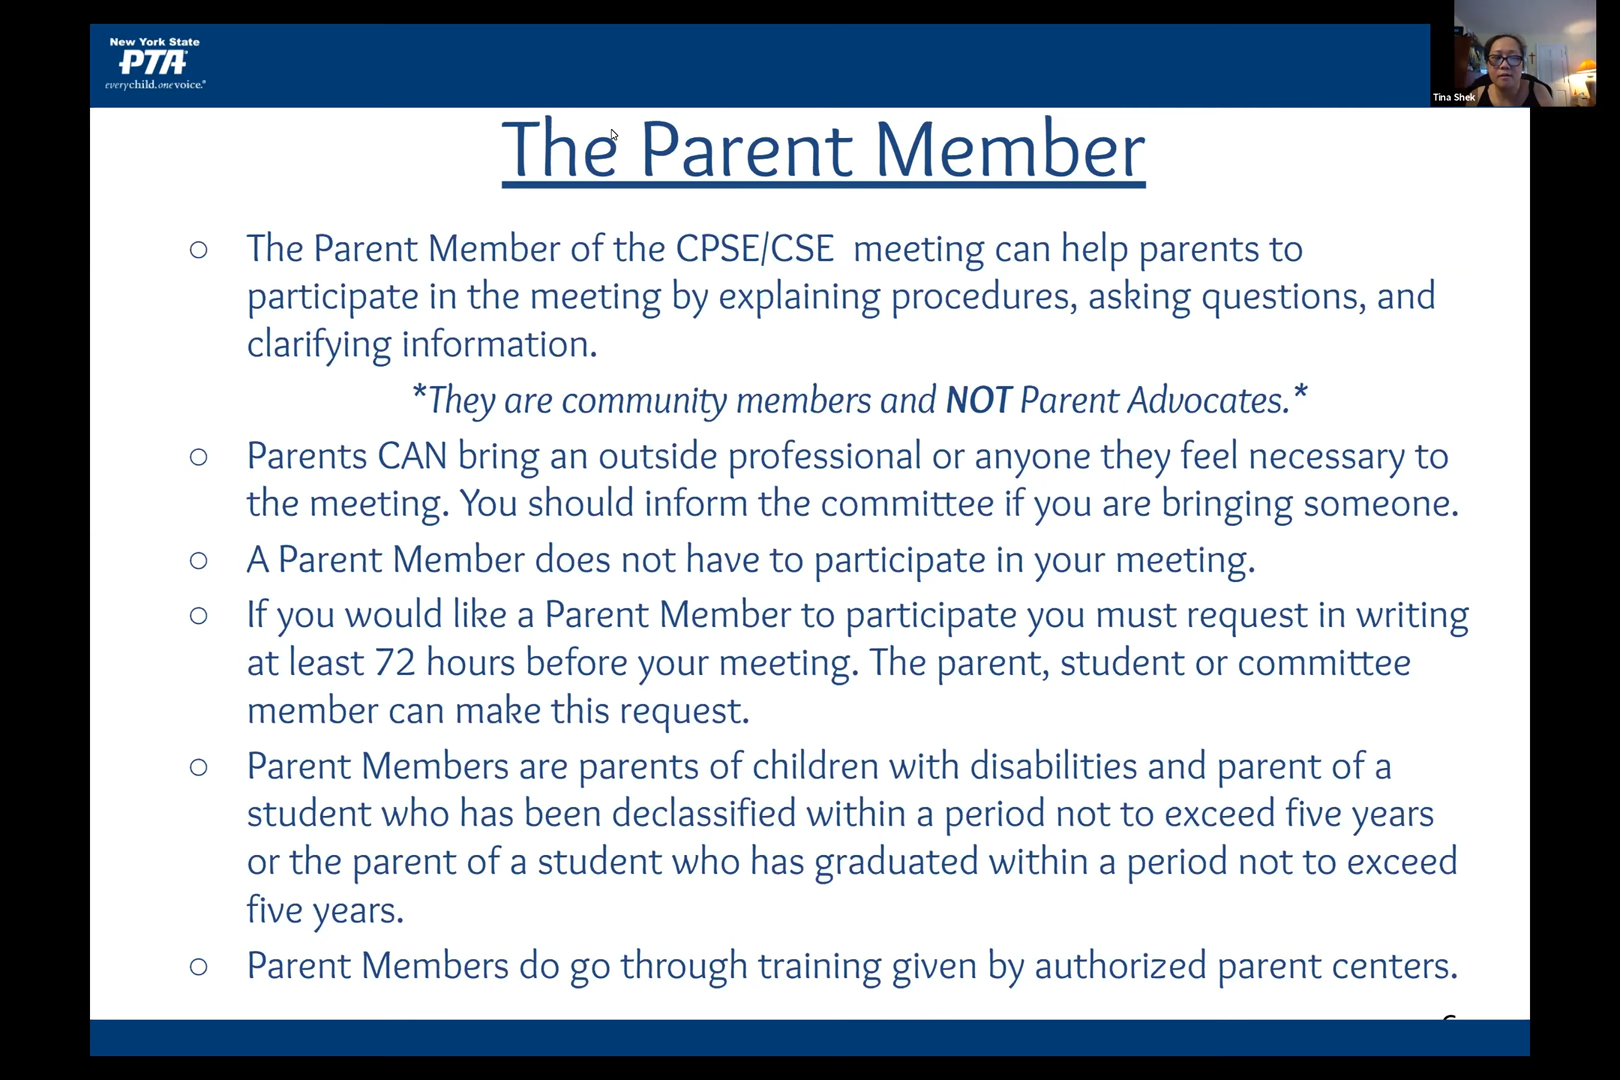 New York State
PTA
everychild.onevoice.®
Tina Shek
The Parent Member
○ The Parent Member of the CPSE/CSE meeting can help parents to
participate in the meeting by explaining procedures, asking questions, and
clarifying information.
*They are community members and NOT Parent Advocates.*
○ Parents CAN bring an outside professional or anyone they feel necessary to
the meeting. You should inform the committee if you are bringing someone.
○ A Parent Member does not have to participate in your meeting.
○ If you would like a Parent Member to participate you must request in writing
at least 72 hours before your meeting. The parent, student or committee
member can make this request.
○ Parent Members are parents of children with disabilities and parent of a
student who has been declassified within a period not to exceed five years
or the parent of a student who has graduated within a period not to exceed
five years.
○ Parent Members do go through training given by authorized parent centers.